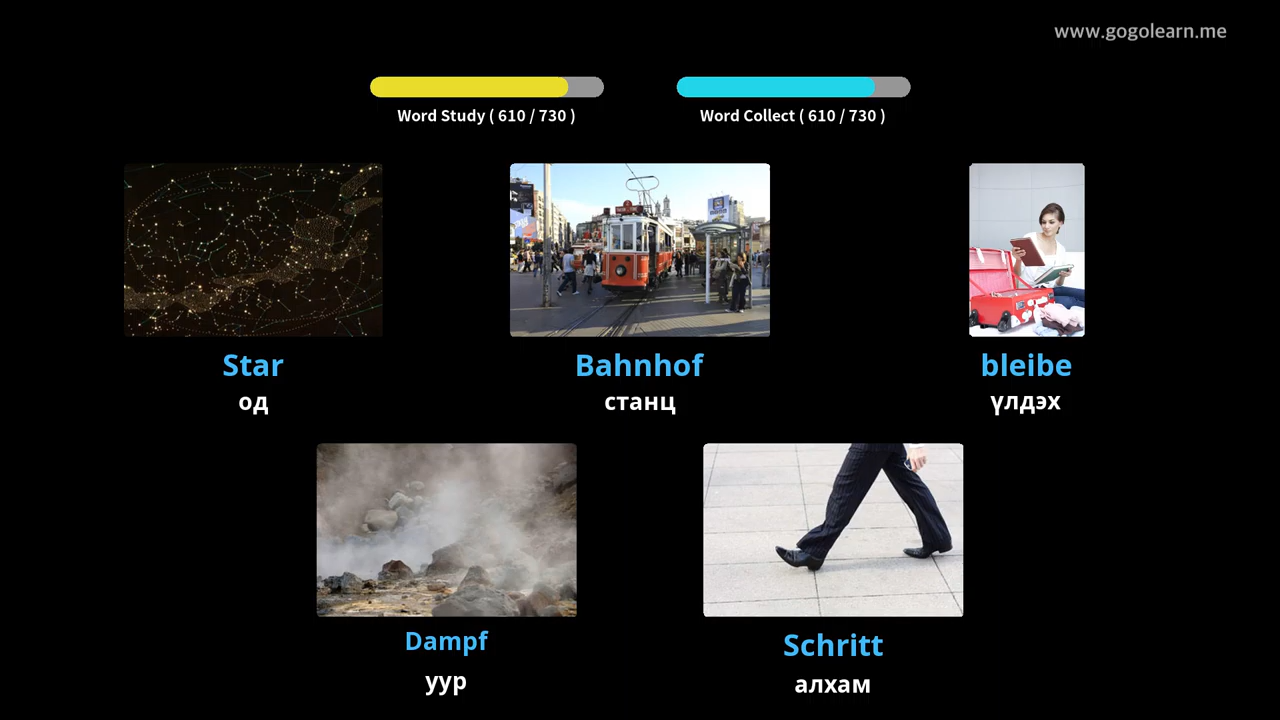 www.gogolearn.me
Word Study ( 610 / 730 )
Word Collect ( 610 / 730 )
Star
од
Bahnhof
станц
bleibe
үлдэх
Dampf
уур
Schritt
алхам